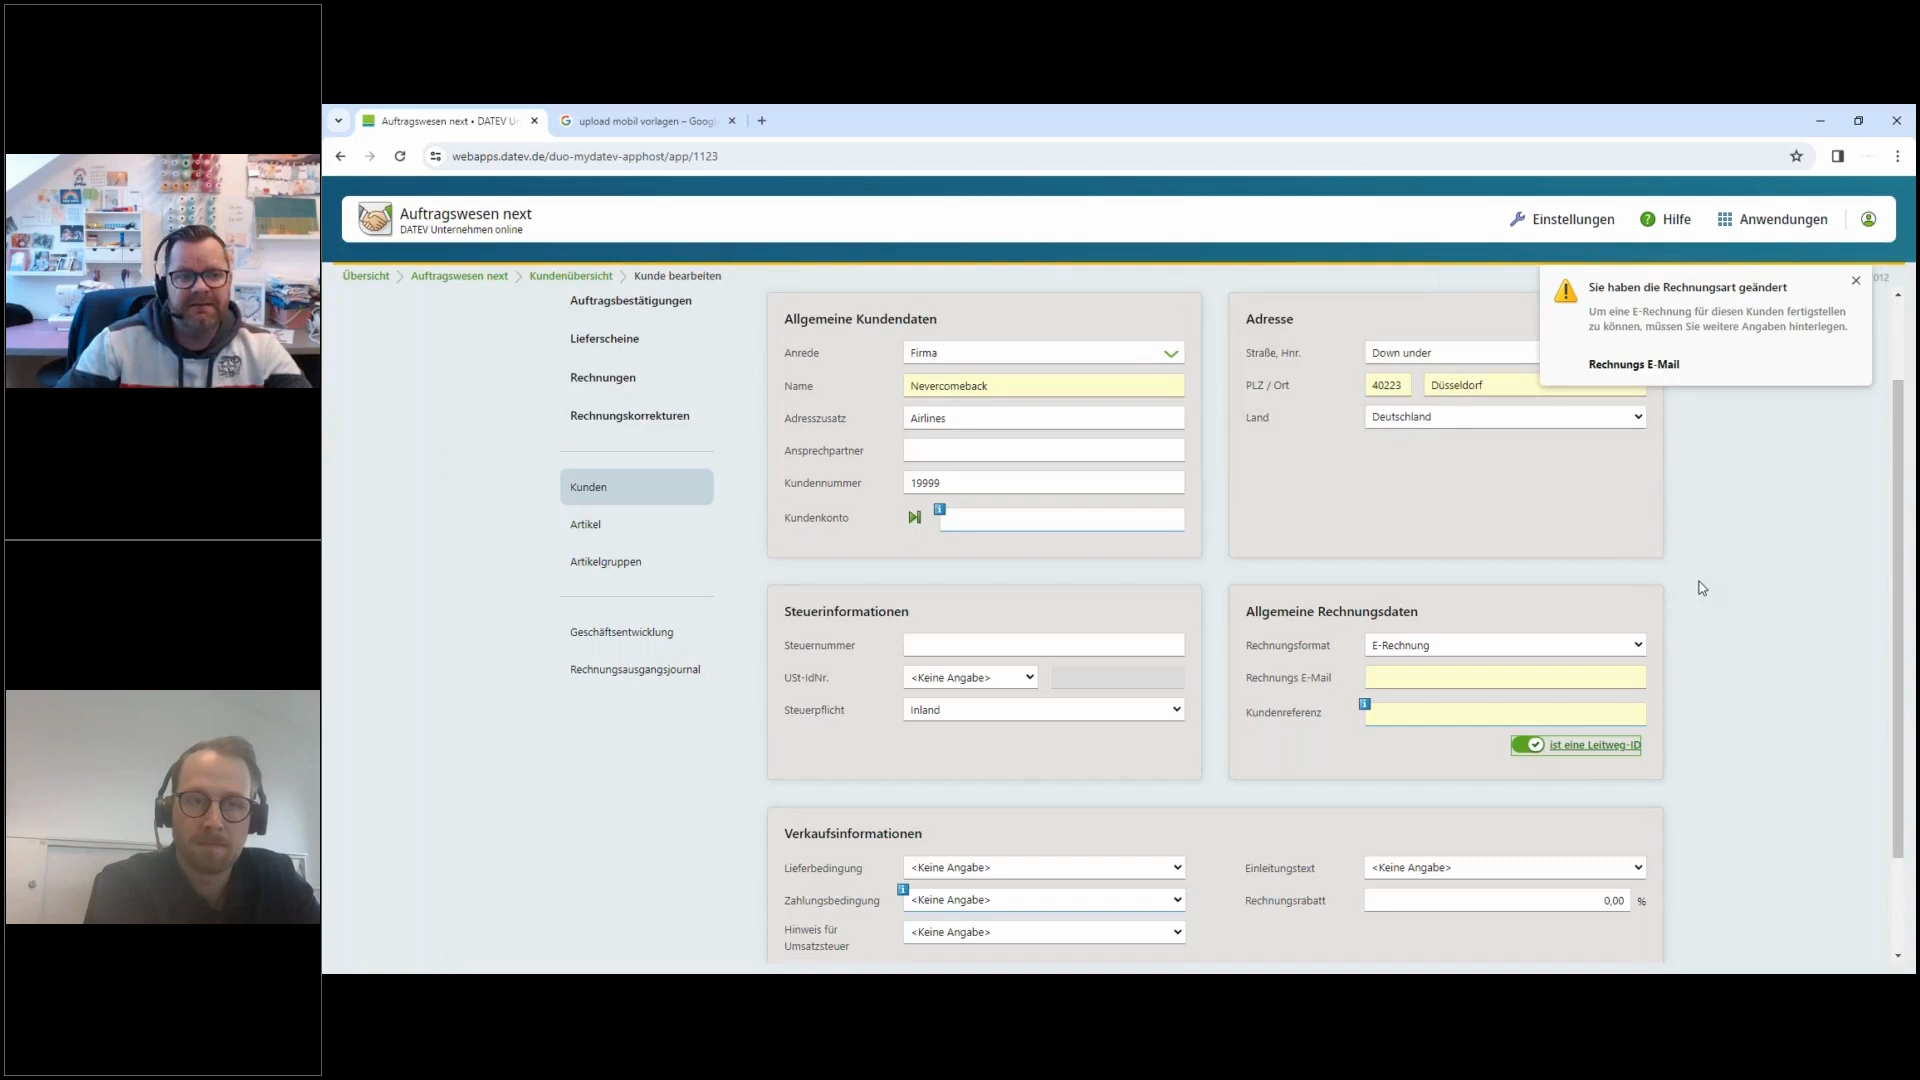 Auftragswesen next • DATEV U
upload mobil vorlagen – Googl
webapps.datev.de/duo-mydatev-apphost/app/1123
Auftragswesen next
DATEV Unternehmen online
Einstellungen
Hilfe
Anwendungen
Übersicht
Auftragswesen next
Kundenübersicht
Kunde bearbeiten
012
Sie haben die Rechnungsart geändert
Um eine E-Rechnung für diesen Kunden fertigstellen
zu können, müssen Sie weitere Angaben hinterlegen.
Rechnungs E-Mail
Auftragsbestätigungen
Lieferscheine
Rechnungen
Rechnungskorrekturen
Kunden
Artikel
Artikelgruppen
Geschäftsentwicklung
Rechnungsausgangsjournal
Allgemeine Kundendaten
Anrede Firma
Name Nevercomeback
Adresszusatz Airlines
Ansprechpartner
Kundennummer 19999
Kundenkonto
Adresse
Straße, Hnr. Down under
PLZ / Ort 40223 Düsseldorf
Land Deutschland
Steuerinformationen
Steuernummer
USt-IdNr. <Keine Angabe>
Steuerpflicht Inland
Allgemeine Rechnungsdaten
Rechnungsformat E-Rechnung
Rechnungs E-Mail
Kundenreferenz
ist eine Leitweg-ID
Verkaufsinformationen
Lieferbedingung <Keine Angabe>
Zahlungsbedingung <Keine Angabe>
Hinweis für
Umsatzsteuer
<Keine Angabe>
Einleitungstext <Keine Angabe>
Rechnungsrabatt 0,00 %